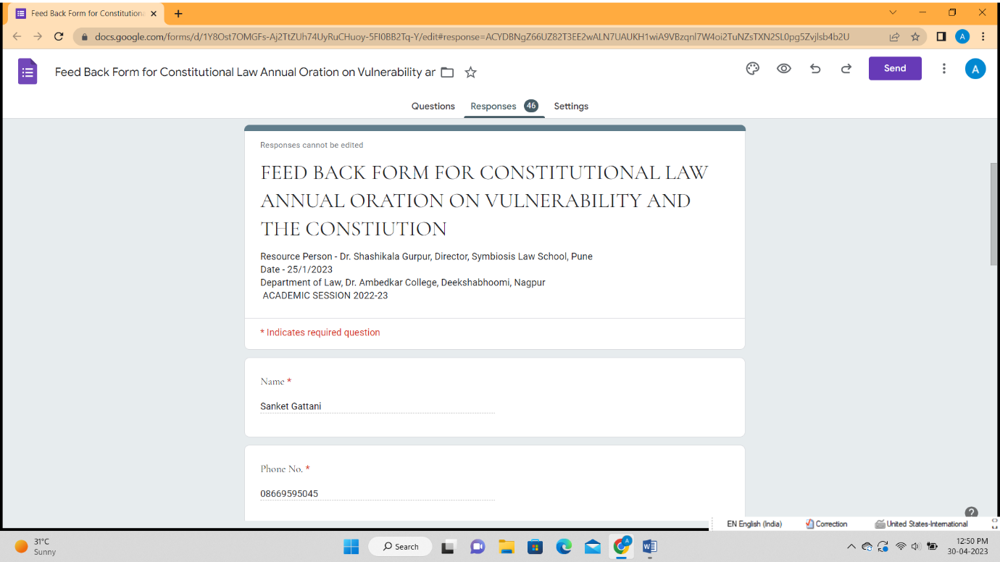 Feed Back Form for Constitutiona
docs.google.com/forms/d/1Y8Ost7OMGFs-Aj2TtZUh74UyRuCHuoy-5FI0BB2Tq-Y/edit#response=ACYDBNgZ66UZ82T3EE2wALN7UAUKH1wiA9VBzqnl7W4oi2TuNZsTXN2SL0pg5Zvjlsb4b2U
A
Feed Back Form for Constitutional Law Annual Oration on Vulnerability ar
Send
A
Questions Responses 46 Settings
Responses cannot be edited
FEED BACK FORM FOR CONSTITUTIONAL LAW
ANNUAL ORATION ON VULNERABILITY AND
THE CONSTIUTION
Resource Person - Dr. Shashikala Gurpur, Director, Symbiosis Law School, Pune
Date - 25/1/2023
Department of Law, Dr. Ambedkar College, Deekshabhoomi, Nagpur
ACADEMIC SESSION 2022-23
* Indicates required question
Name *
Sanket Gattani
Phone No. *
08669595045
EN English (India) Correction United States-International
31°C
Sunny
Search
12:50 PM
30-04-2023